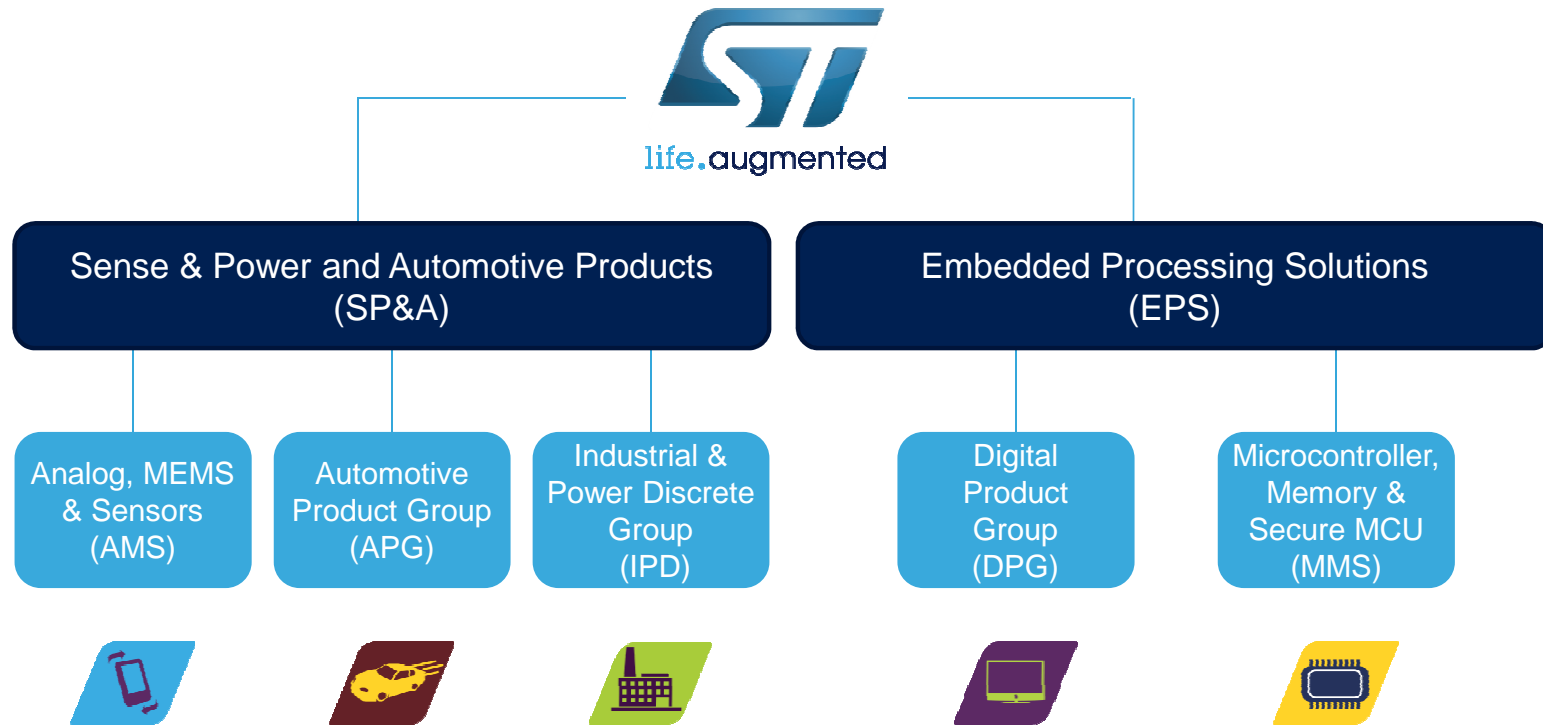 ST
life.augmented
Sense & Power and Automotive Products
(SP&A)
Embedded Processing Solutions
(EPS)
Analog, MEMS
& Sensors
(AMS)
Automotive
Product Group
(APG)
Industrial &
Power Discrete
Group
(IPD)
Digital
Product
Group
(DPG)
Microcontroller,
Memory &
Secure MCU
(MMS)